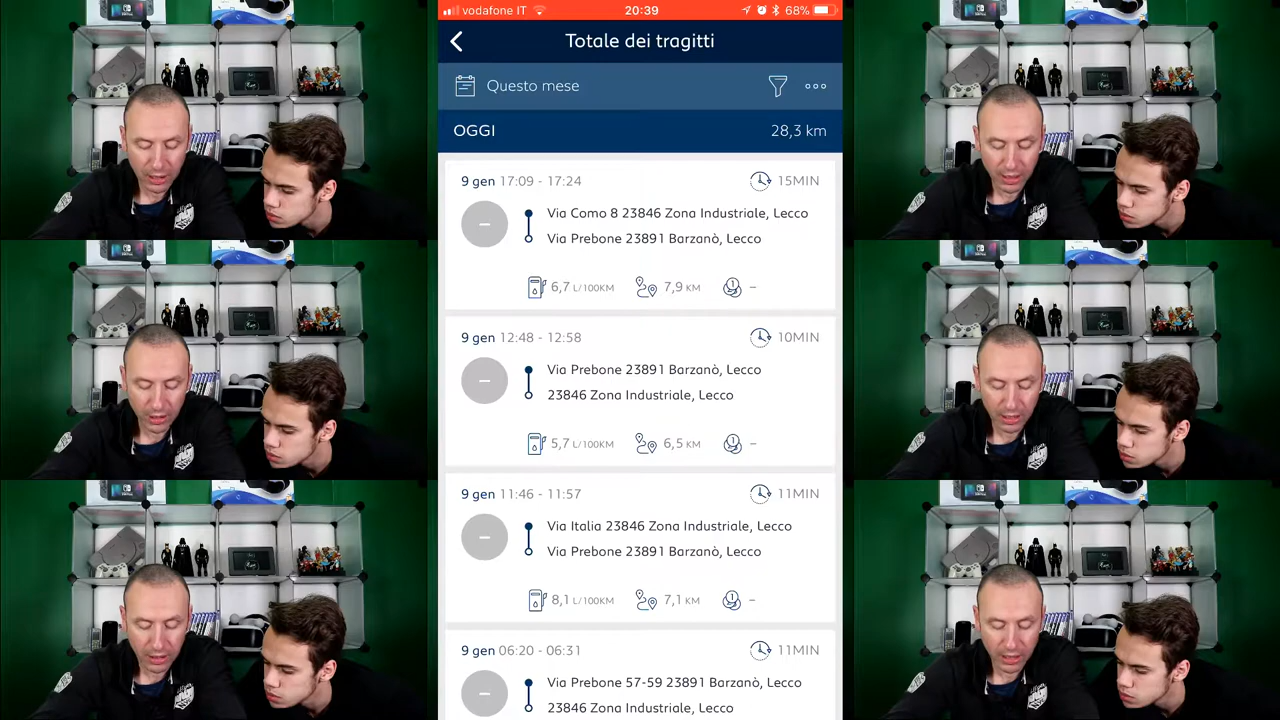 vodafone IT 20:39 68%
Totale dei tragitti
Questo mese
OGGI 28,3 km
9 gen 17:09 - 17:24 15MIN
Via Como 8 23846 Zona Industriale, Lecco
Via Prebone 23891 Barzanò, Lecco
6,7 L/100KM 7,9 KM –
9 gen 12:48 - 12:58 10MIN
Via Prebone 23891 Barzanò, Lecco
23846 Zona Industriale, Lecco
5,7 L/100KM 6,5 KM –
9 gen 11:46 - 11:57 11MIN
Via Italia 23846 Zona Industriale, Lecco
Via Prebone 23891 Barzanò, Lecco
8,1 L/100KM 7,1 KM –
9 gen 06:20 - 06:31 11MIN
Via Prebone 57-59 23891 Barzanò, Lecco
23846 Zona Industriale, Lecco